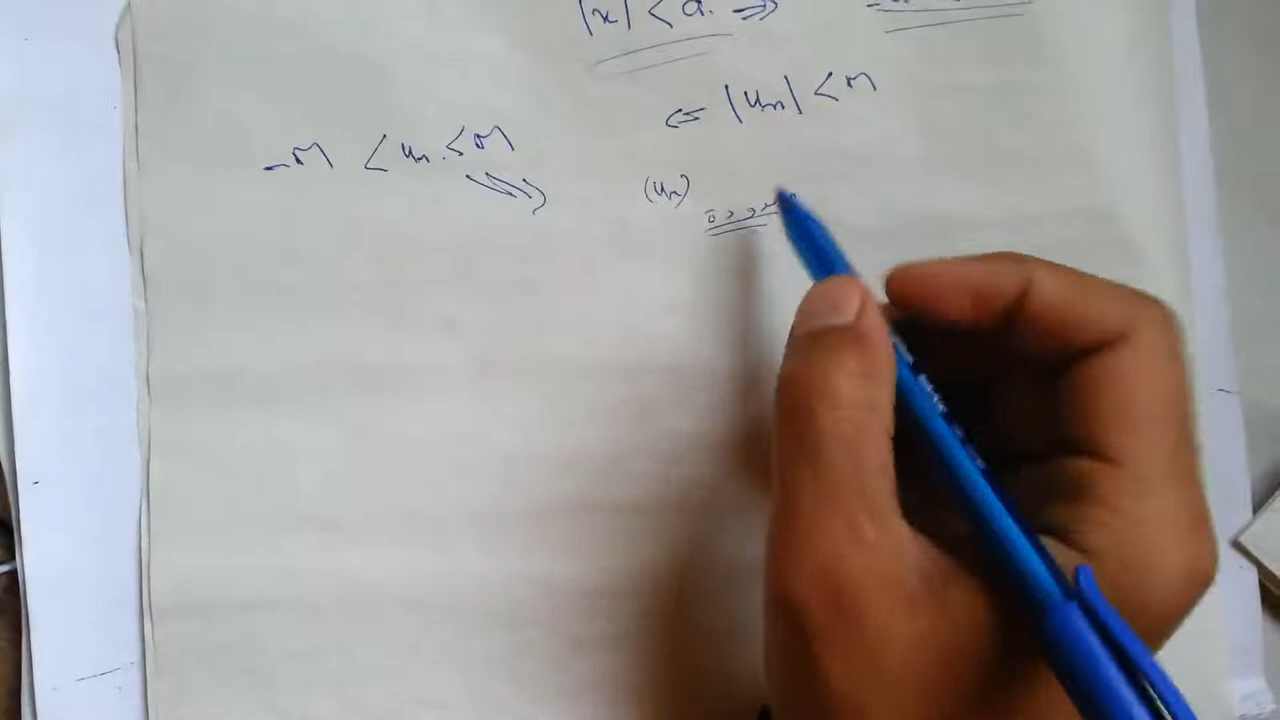 |x| < a. ⇒
⇐ |uₙ| < M
-M < uₙ < M
(uₙ)